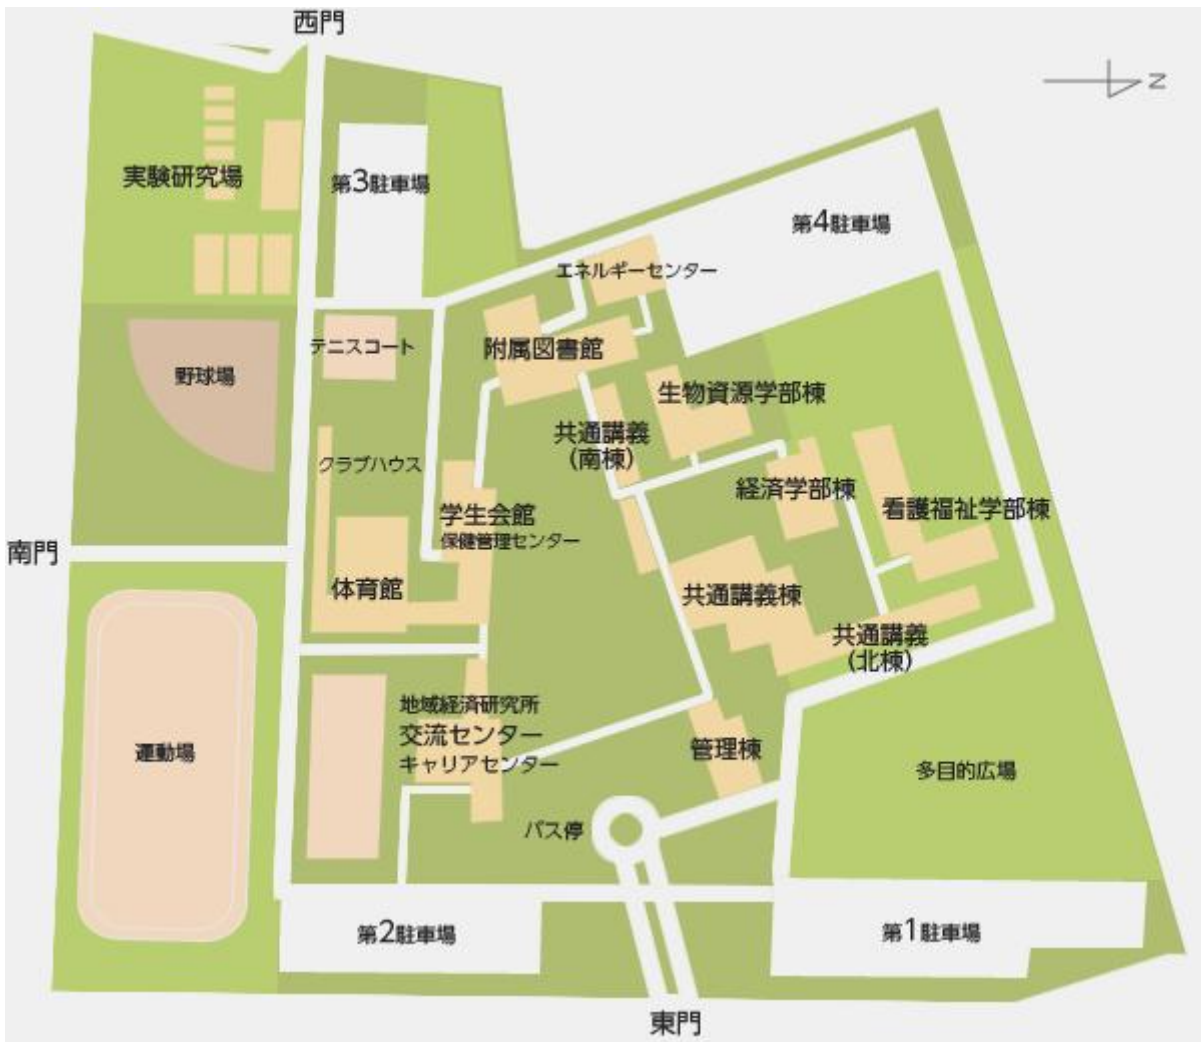 西門
N
実験研究場
第3駐車場
第4駐車場
エネルギーセンター
テニスコート
附属図書館
野球場
生物資源学部棟
共通講義
(南棟)
クラブハウス
経済学部棟
学生会館
保健管理センター
看護福祉学部棟
南門
体育館
共通講義棟
共通講義
(北棟)
地域経済研究所
交流センター
キャリアセンター
運動場
管理棟
多目的広場
バス停
第2駐車場
第1駐車場
東門